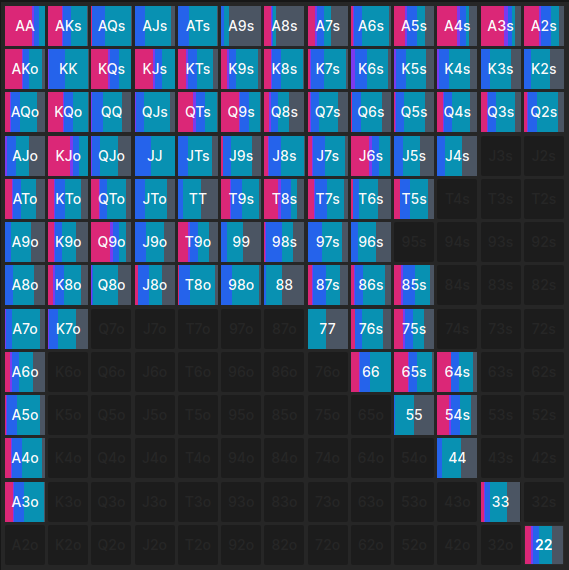 AA AKs AQs AJs ATs A9s A8s A7s A6s A5s A4s A3s A2s
AKo KK KQs KJs KTs K9s K8s K7s K6s K5s K4s K3s K2s
AQo KQo QQ QJs QTs Q9s Q8s Q7s Q6s Q5s Q4s Q3s Q2s
AJo KJo QJo JJ JTs J9s J8s J7s J6s J5s J4s J3s J2s
ATo KTo QTo JTo TT T9s T8s T7s T6s T5s T4s T3s T2s
A9o K9o Q9o J9o T9o 99 98s 97s 96s 95s 94s 93s 92s
A8o K8o Q8o J8o T8o 98o 88 87s 86s 85s 84s 83s 82s
A7o K7o Q7o J7o T7o 97o 87o 77 76s 75s 74s 73s 72s
A6o K6o Q6o J6o T6o 96o 86o 76o 66 65s 64s 63s 62s
A5o K5o Q5o J5o T5o 95o 85o 75o 65o 55 54s 53s 52s
A4o K4o Q4o J4o T4o 94o 84o 74o 64o 54o 44 43s 42s
A3o K3o Q3o J3o T3o 93o 83o 73o 63o 53o 43o 33 32s
A2o K2o Q2o J2o T2o 92o 82o 72o 62o 52o 42o 32o 22